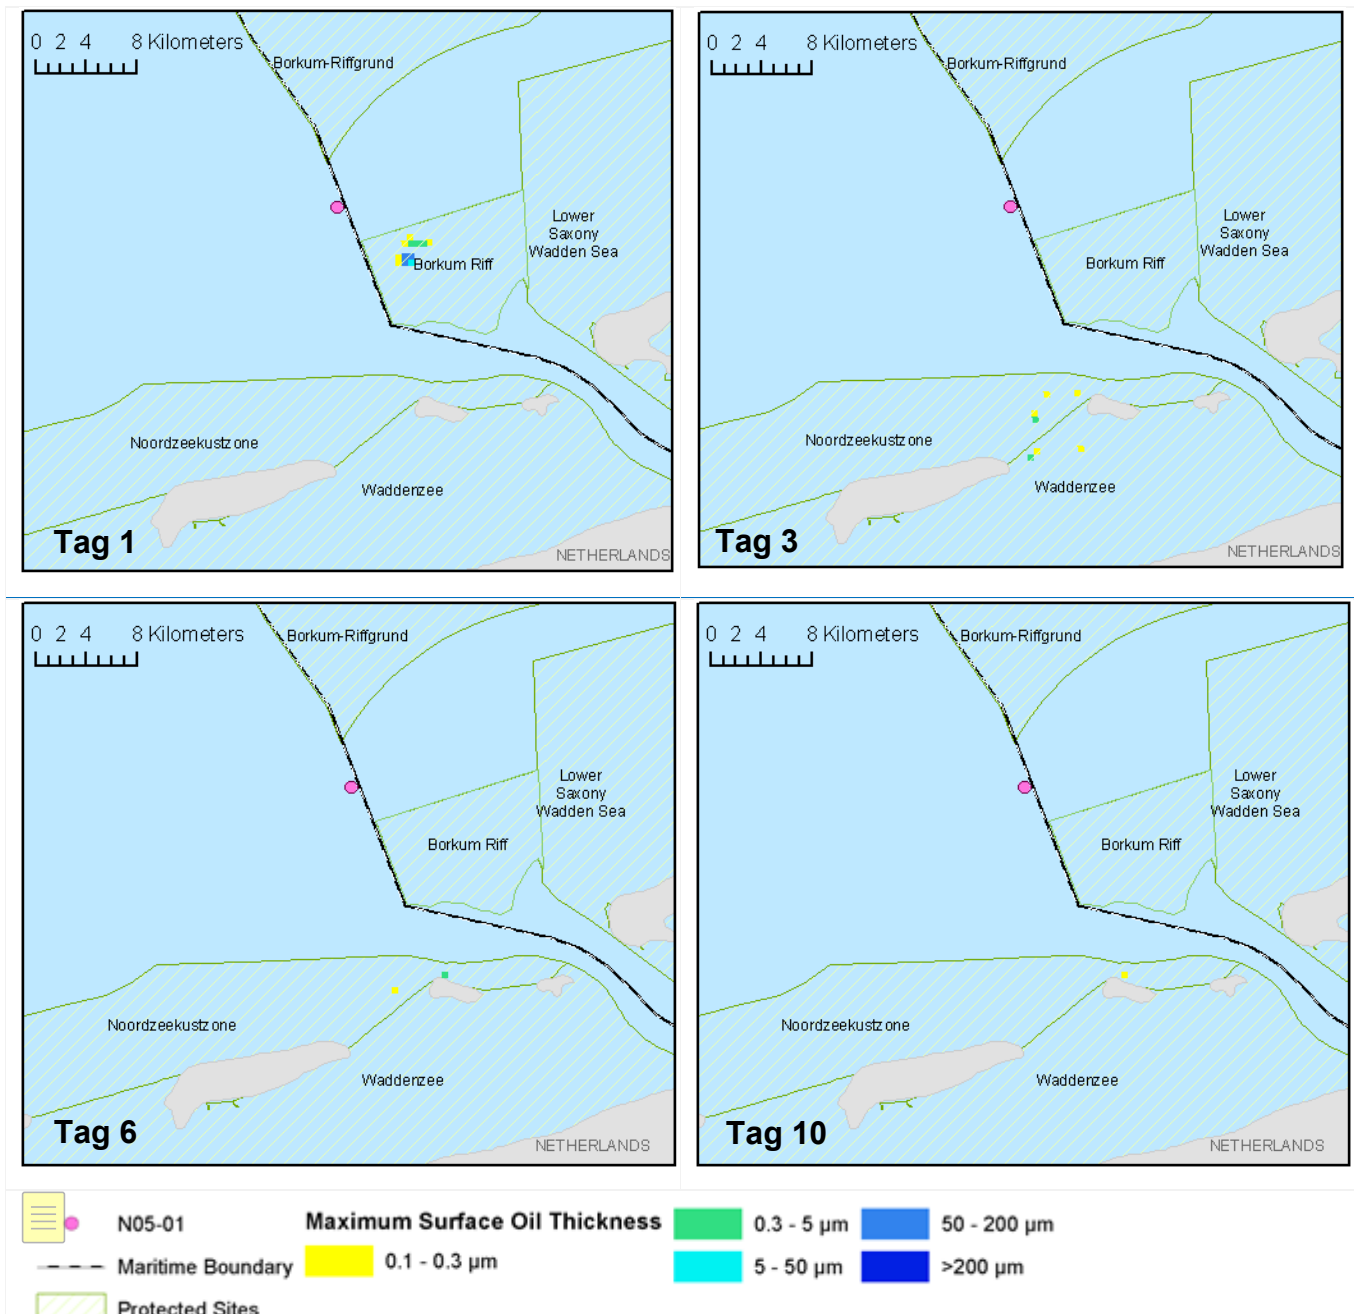 0 2 4 8 Kilometers
Borkum-Riffgrund
Lower
Saxony
Wadden Sea
Borkum Riff
Noordzeekustzone
Waddenzee
Tag 1
NETHERLANDS
0 2 4 8 Kilometers
Borkum-Riffgrund
Lower
Saxony
Wadden Sea
Borkum Riff
Noordzeekustzone
Waddenzee
Tag 3
NETHERLANDS
0 2 4 8 Kilometers
Borkum-Riffgrund
Lower
Saxony
Wadden Sea
Borkum Riff
Noordzeekustzone
Waddenzee
Tag 6
NETHERLANDS
0 2 4 8 Kilometers
Borkum-Riffgrund
Lower
Saxony
Wadden Sea
Borkum Riff
Noordzeekustzone
Waddenzee
Tag 10
NETHERLANDS
N05-01
Maritime Boundary
Protected Sites
Maximum Surface Oil Thickness
0.1 - 0.3 µm
0.3 - 5 µm
5 - 50 µm
50 - 200 µm
>200 µm